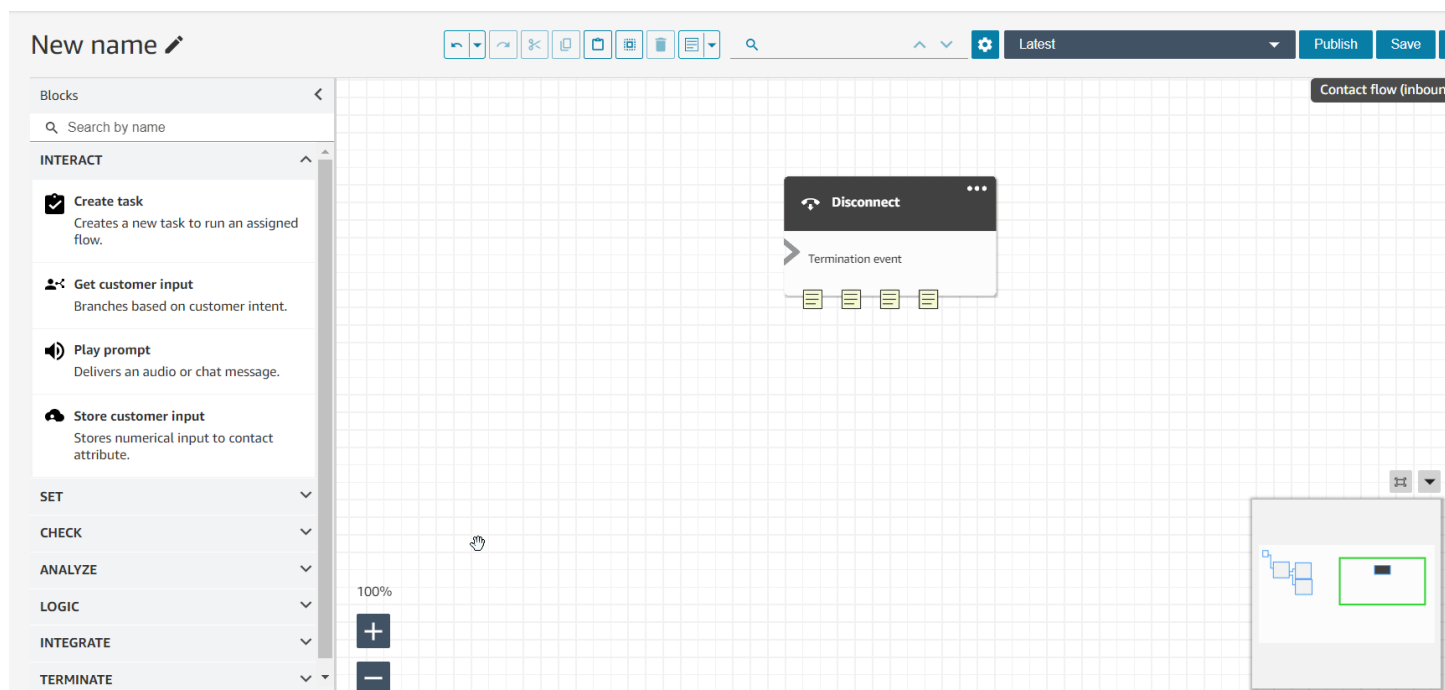 New name
Latest
Publish
Save
Contact flow (inboun
Blocks
Search by name
INTERACT
Create task
Creates a new task to run an assigned
flow.
Get customer input
Branches based on customer intent.
Play prompt
Delivers an audio or chat message.
Store customer input
Stores numerical input to contact
attribute.
SET
CHECK
ANALYZE
LOGIC
INTEGRATE
TERMINATE
Disconnect
Termination event
100%